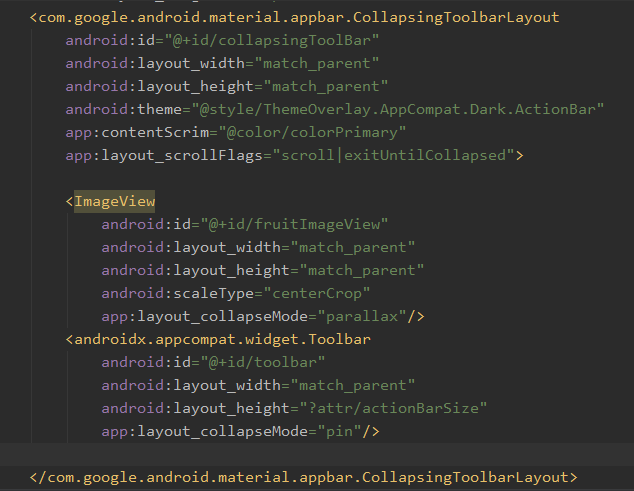 <com.google.android.material.appbar.CollapsingToolbarLayout
android:id="@+id/collapsingToolBar"
android:layout_width="match_parent"
android:layout_height="match_parent"
android:theme="@style/ThemeOverlay.AppCompat.Dark.ActionBar"
app:contentScrim="@color/colorPrimary"
app:layout_scrollFlags="scroll|exitUntilCollapsed">
<ImageView
android:id="@+id/fruitImageView"
android:layout_width="match_parent"
android:layout_height="match_parent"
android:scaleType="centerCrop"
app:layout_collapseMode="parallax"/>
<androidx.appcompat.widget.Toolbar
android:id="@+id/toolbar"
android:layout_width="match_parent"
android:layout_height="?attr/actionBarSize"
app:layout_collapseMode="pin"/>
</com.google.android.material.appbar.CollapsingToolbarLayout>